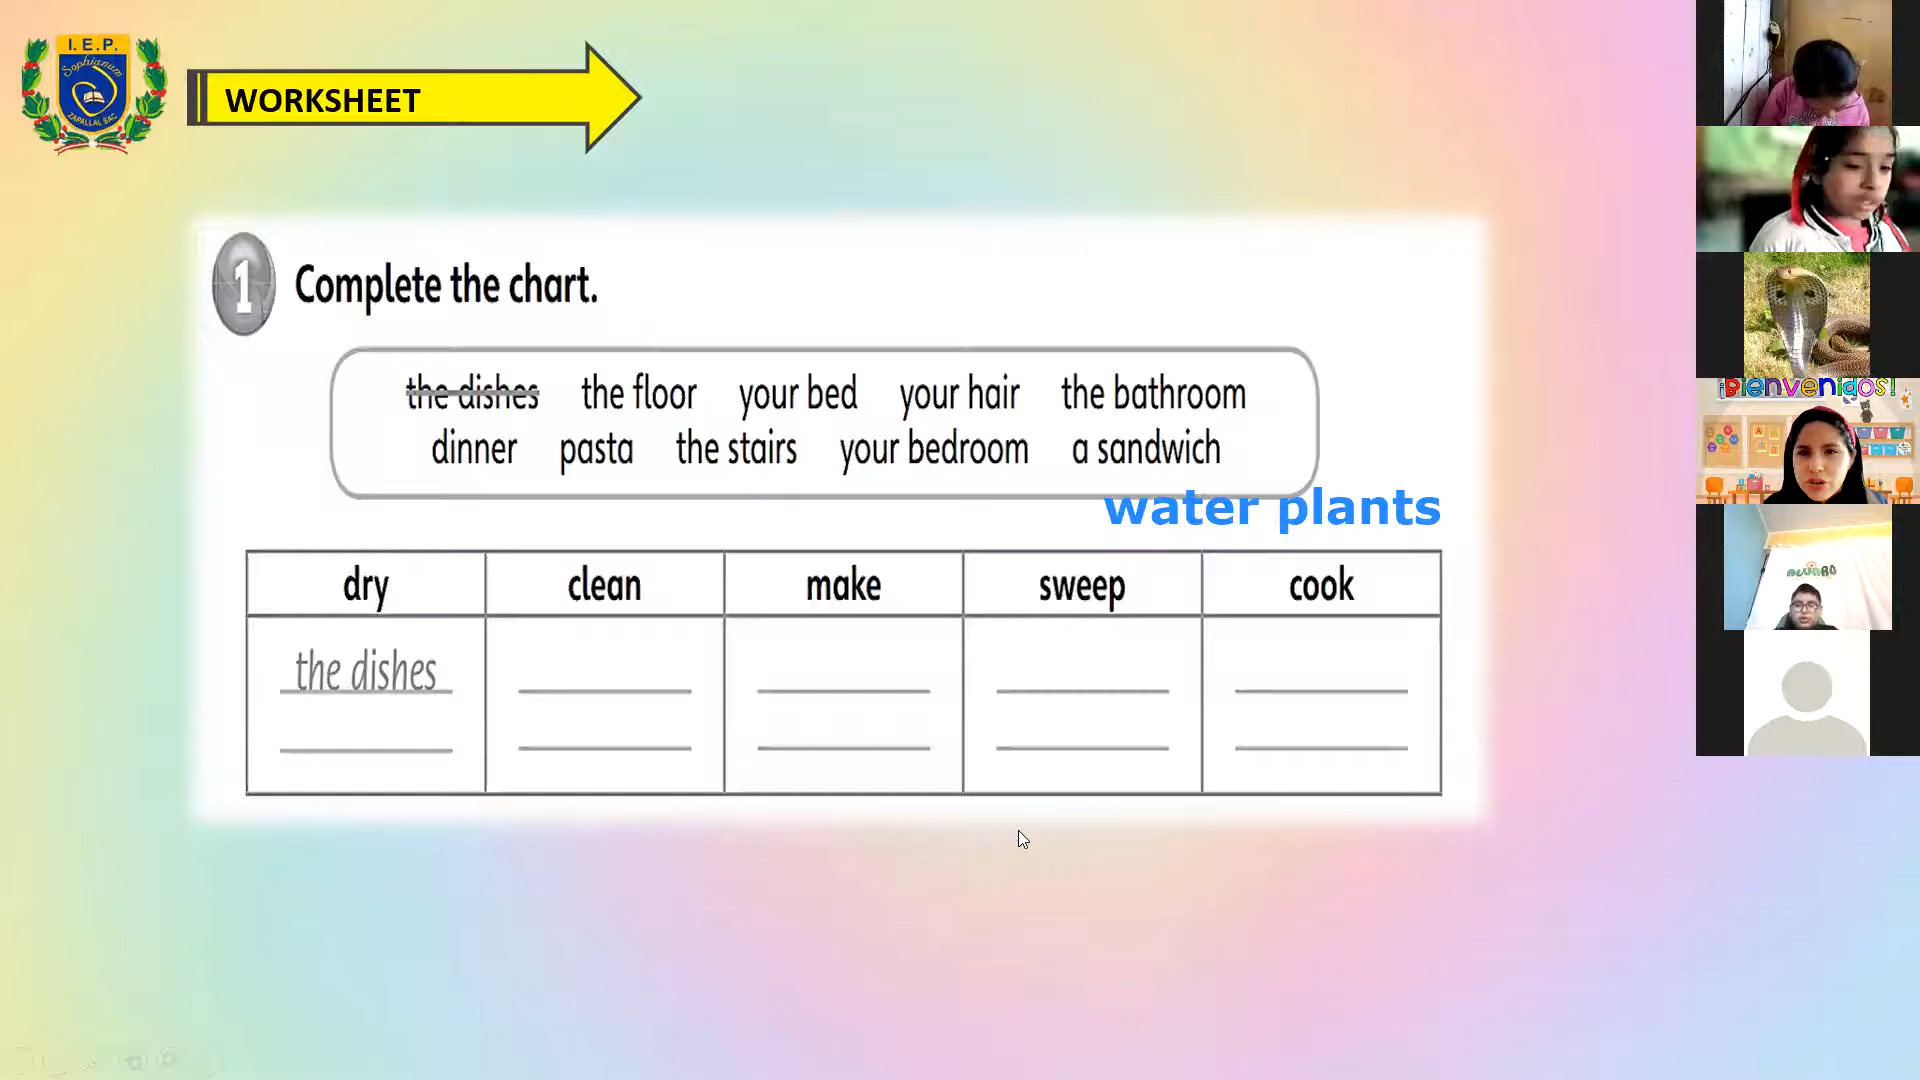 I.E.P.
Sophianum
ZAPALLAL SAC
WORKSHEET
1 Complete the chart.
the dishes the floor your bed your hair the bathroom
dinner pasta the stairs your bedroom a sandwich
water plants
dry clean make sweep cook
the dishes
¡Bienvenidos!